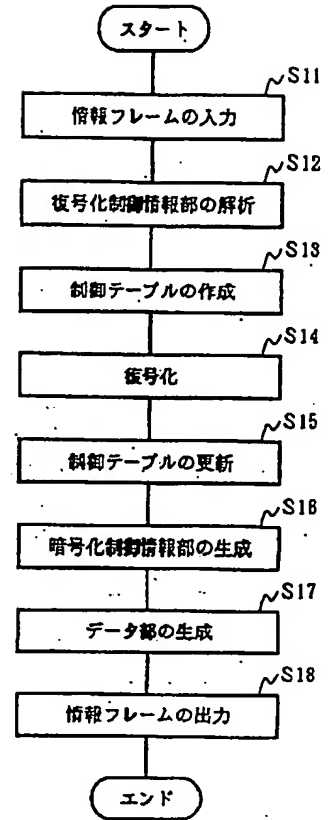 スタート
S11
情報フレームの入力
S12
復号化制御情報部の解析
S13
制御テーブルの作成
S14
復号化
S15
制御テーブルの更新
S16
暗号化制御情報部の生成
S17
データ部の生成
S18
情報フレームの出力
エンド